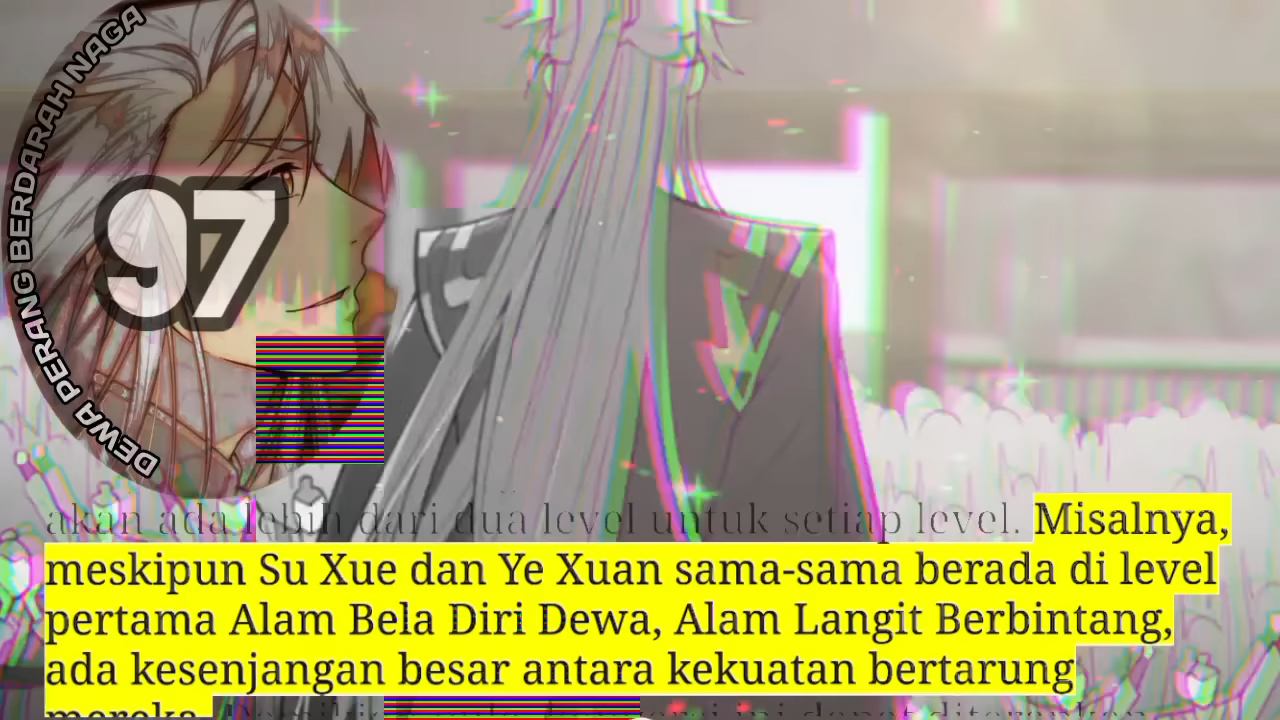 DEWA PERANG BERDARAH NAGA
97
akan ada lebih dari dua level untuk setiap level. Misalnya,
meskipun Su Xue dan Ye Xuan sama-sama berada di level
pertama Alam Bela Diri Dewa, Alam Langit Berbintang,
ada kesenjangan besar antara kekuatan bertarung
mereka.